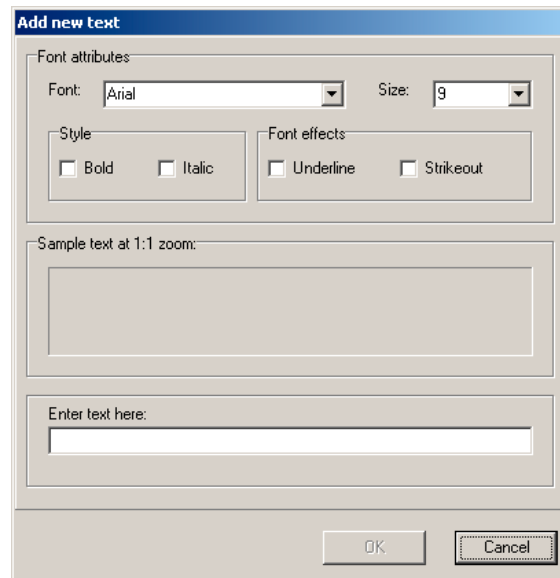 Add new text
Font attributes
Font: Arial Size: 9
Style Font effects
Bold Italic Underline Strikeout
Sample text at 1:1 zoom:
Enter text here:
OK Cancel